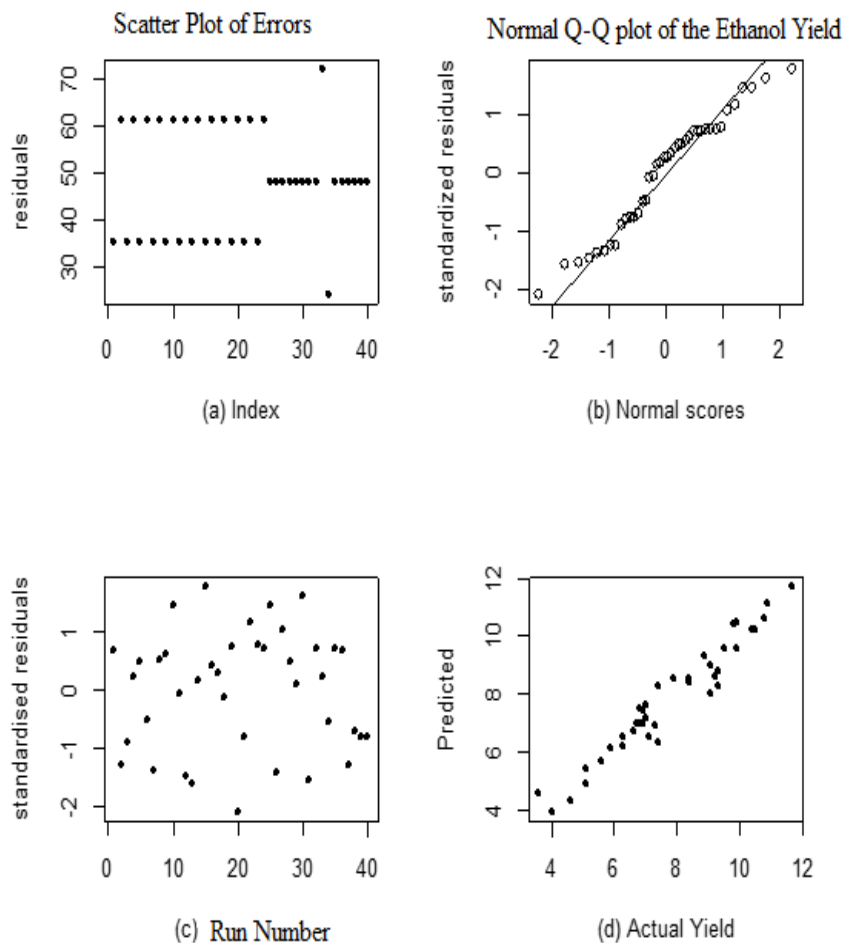 Scatter Plot of Errors
residuals
70
60
50
40
30
0 10 20 30 40
(a) Index
Normal Q-Q plot of the Ethanol Yield
standardized residuals
1
0
-1
-2
-2 -1 0 1 2
(b) Normal scores
standardised residuals
1
0
-1
-2
0 10 20 30 40
(c) Run Number
Predicted
12
10
8
6
4
4 6 8 10 12
(d) Actual Yield